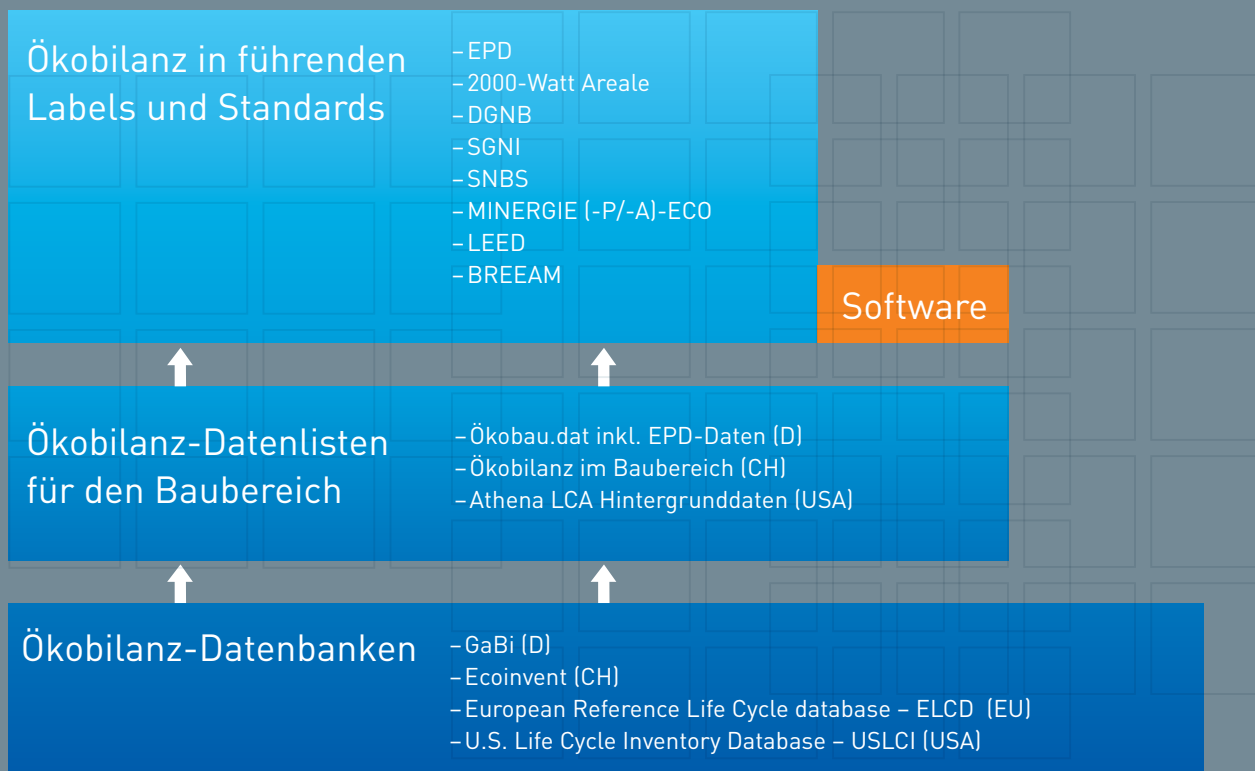 Ökobilanz in führenden
Labels und Standards
– EPD
– 2000-Watt Areale
– DGNB
– SGNI
– SNBS
– MINERGIE (-P/-A)-ECO
– LEED
– BREEAM
Software
Ökobilanz-Datenlisten
für den Baubereich
– Ökobau.dat inkl. EPD-Daten (D)
– Ökobilanz im Baubereich (CH)
– Athena LCA Hintergrunddaten (USA)
Ökobilanz-Datenbanken
– GaBi (D)
– Ecoinvent (CH)
– European Reference Life Cycle database – ELCD (EU)
– U.S. Life Cycle Inventory Database – USLCI (USA)